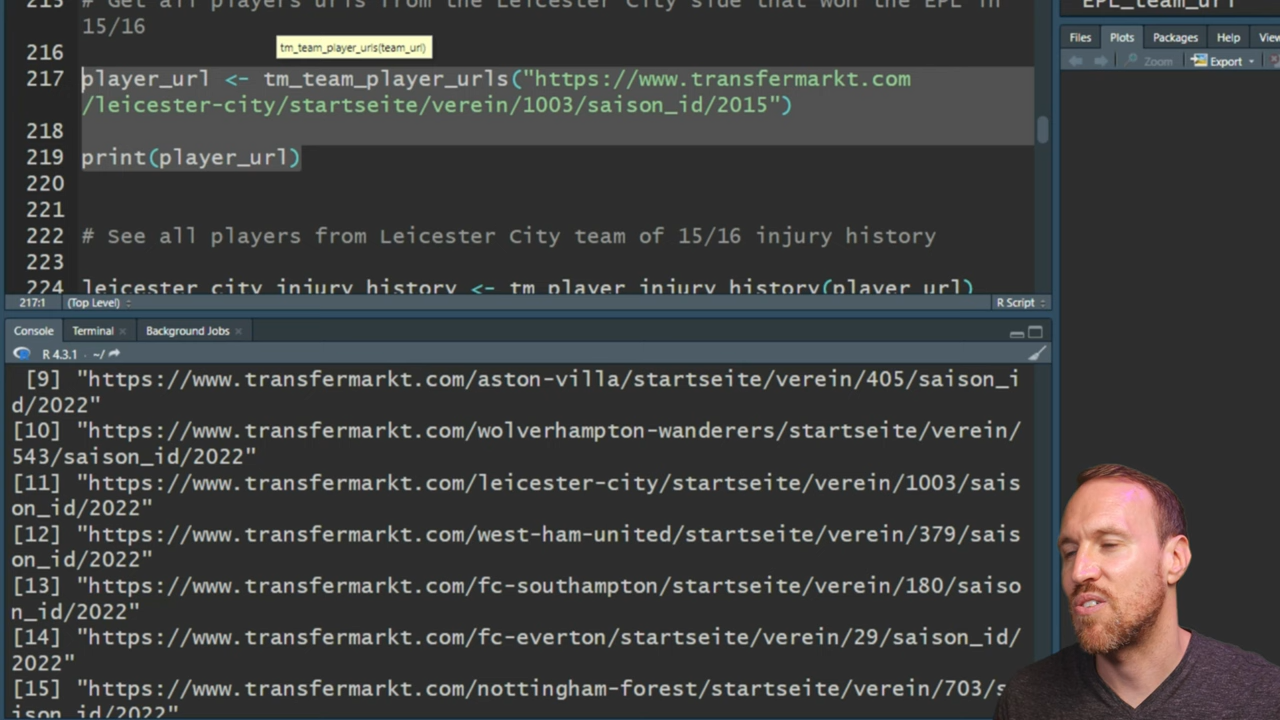 215 # Get all players urls from the Leicester City side that won the EPL in
15/16
216
tm_team_player_urls(team_url)
217 player_url <- tm_team_player_urls("https://www.transfermarkt.com
/leicester-city/startseite/verein/1003/saison_id/2015")
218
219 print(player_url)
220
221
222 # See all players from Leicester City team of 15/16 injury history
223
224 leicester_city_injury_history <- tm_player_injury_history(player_url)
217:1 (Top Level) R Script
Console Terminal Background Jobs
R 4.3.1 · ~/
[9] "https://www.transfermarkt.com/aston-villa/startseite/verein/405/saison_i
d/2022"
[10] "https://www.transfermarkt.com/wolverhampton-wanderers/startseite/verein/
543/saison_id/2022"
[11] "https://www.transfermarkt.com/leicester-city/startseite/verein/1003/sais
on_id/2022"
[12] "https://www.transfermarkt.com/west-ham-united/startseite/verein/379/sais
on_id/2022"
[13] "https://www.transfermarkt.com/fc-southampton/startseite/verein/180/saiso
n_id/2022"
[14] "https://www.transfermarkt.com/fc-everton/startseite/verein/29/saison_id/
2022"
[15] "https://www.transfermarkt.com/nottingham-forest/startseite/verein/703/s
ison_id/2022"
EPL_team_url
Files Plots Packages Help View
Zoom Export